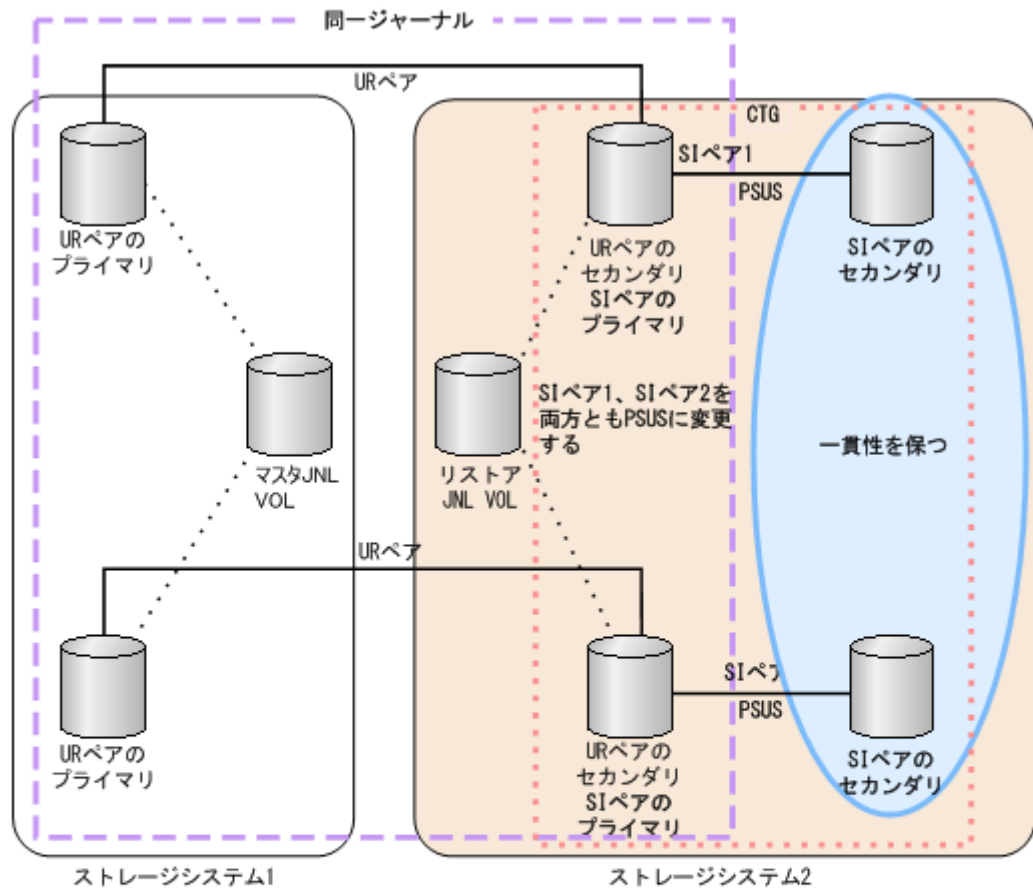 同一ジャーナル
URペア
CTG
SIペア1
PSUS
URペアの
プライマリ
URペアの
セカンダリ
SIペアの
プライマリ
SIペアの
セカンダリ
マスタJNL
VOL
リストア
JNL VOL
SIペア1、SIペア2を
両方ともPSUSに変更
する
一貫性を保つ
URペア
SIペア
PSUS
URペアの
プライマリ
URペアの
セカンダリ
SIペアの
プライマリ
SIペアの
セカンダリ
ストレージシステム1
ストレージシステム2